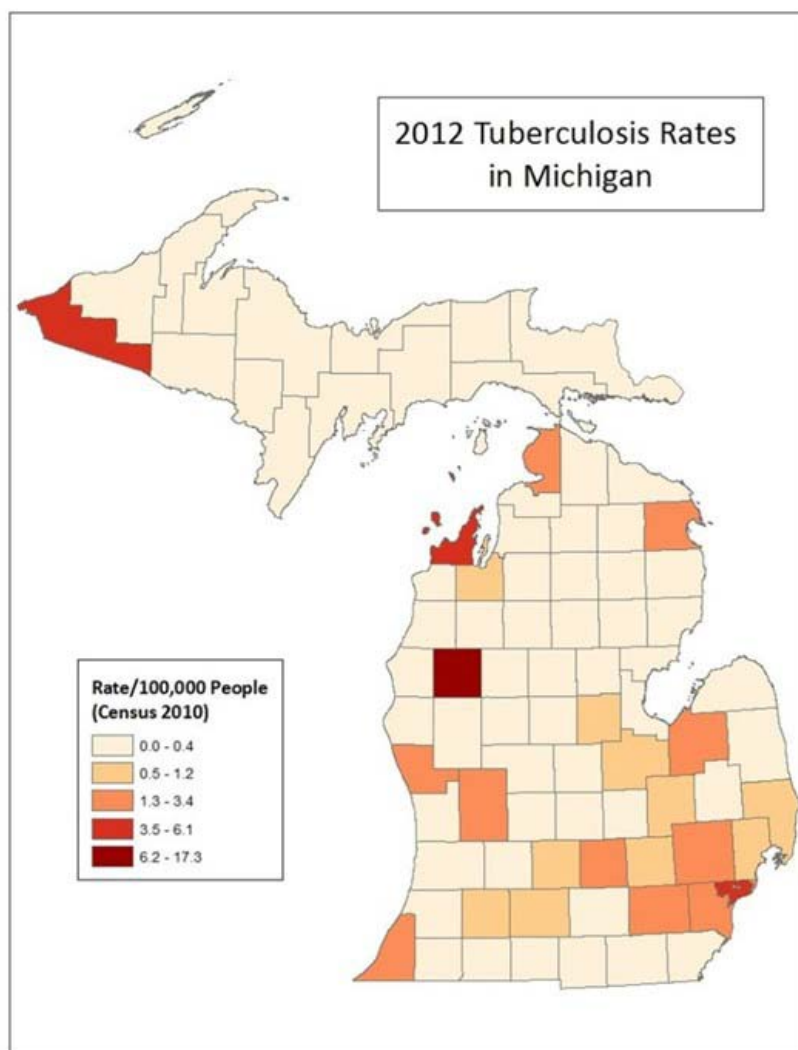 2012 Tuberculosis Rates
in Michigan
Rate/100,000 People
(Census 2010)
0.0 - 0.4
0.5 - 1.2
1.3 - 3.4
3.5 - 6.1
6.2 - 17.3